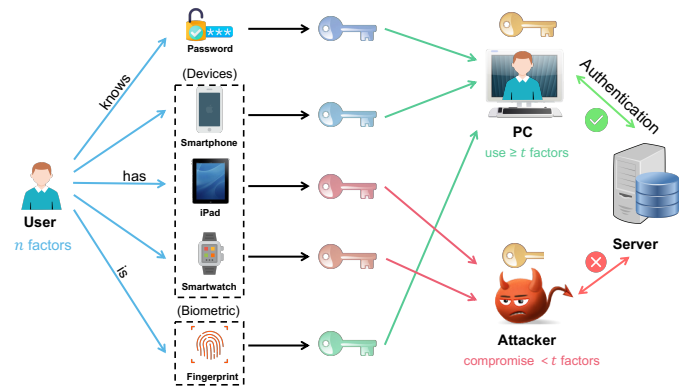 Password
knows
(Devices)
Smartphone
has
iPad
User
n factors
Smartwatch
is
(Biometric)
Fingerprint
PC
use ≥ t factors
Authentication
Server
Attacker
compromise < t factors